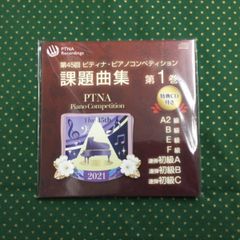 PTNA
Recordings
第45回 ピティナ・ピアノコンペティション
課題曲集 第1巻
特典CD
付き
PTNA
Piano Competition
The 45th
2021
A2級
B 級
E 級
F 級
連弾初級A
連弾初級B
連弾初級C